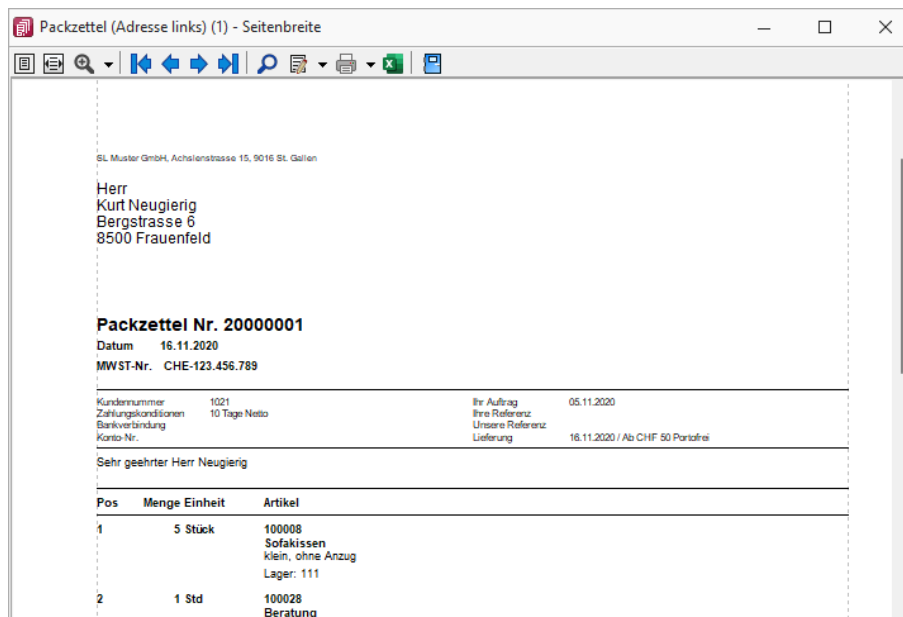 Packzettel (Adresse links) (1) - Seitenbreite
SL Muster GmbH, Achslenstrasse 15, 9016 St. Gallen
Herr
Kurt Neugierig
Bergstrasse 6
8500 Frauenfeld
Packzettel Nr. 20000001
Datum 16.11.2020
MWST-Nr. CHE-123.456.789
Kundennummer 1021 Ihr Auftrag 05.11.2020
Zahlungskonditionen 10 Tage Netto Ihre Referenz
Bankverbindung Unsere Referenz
Konto-Nr. Lieferung 16.11.2020 / Ab CHF 50 Portofrei
Sehr geehrter Herr Neugierig
Pos Menge Einheit Artikel
1 5 Stück 100008
Sofakissen
klein, ohne Anzug
Lager: 111
2 1 Std 100028
Beratung